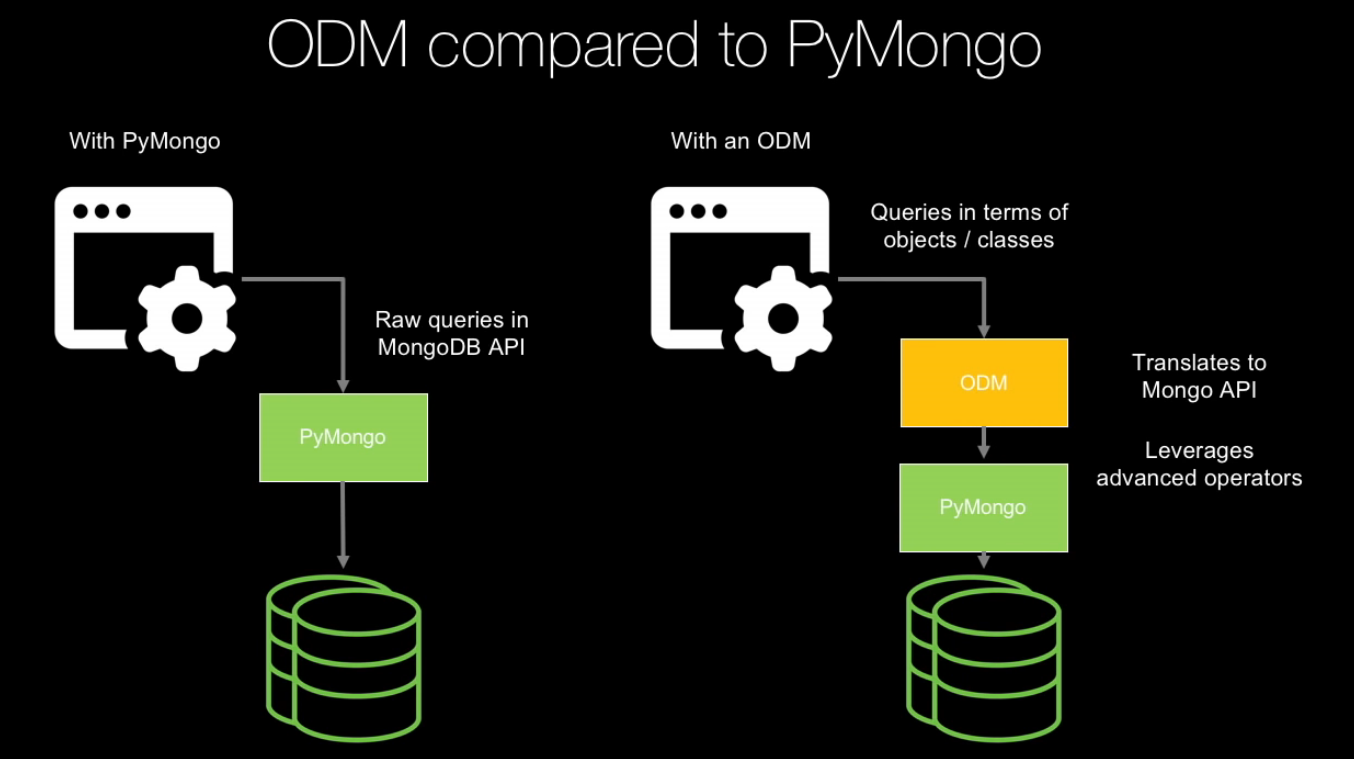 ODM compared to PyMongo
With PyMongo
Raw queries in
MongoDB API
PyMongo
With an ODM
Queries in terms of
objects / classes
ODM
Translates to
Mongo API
Leverages
advanced operators
PyMongo